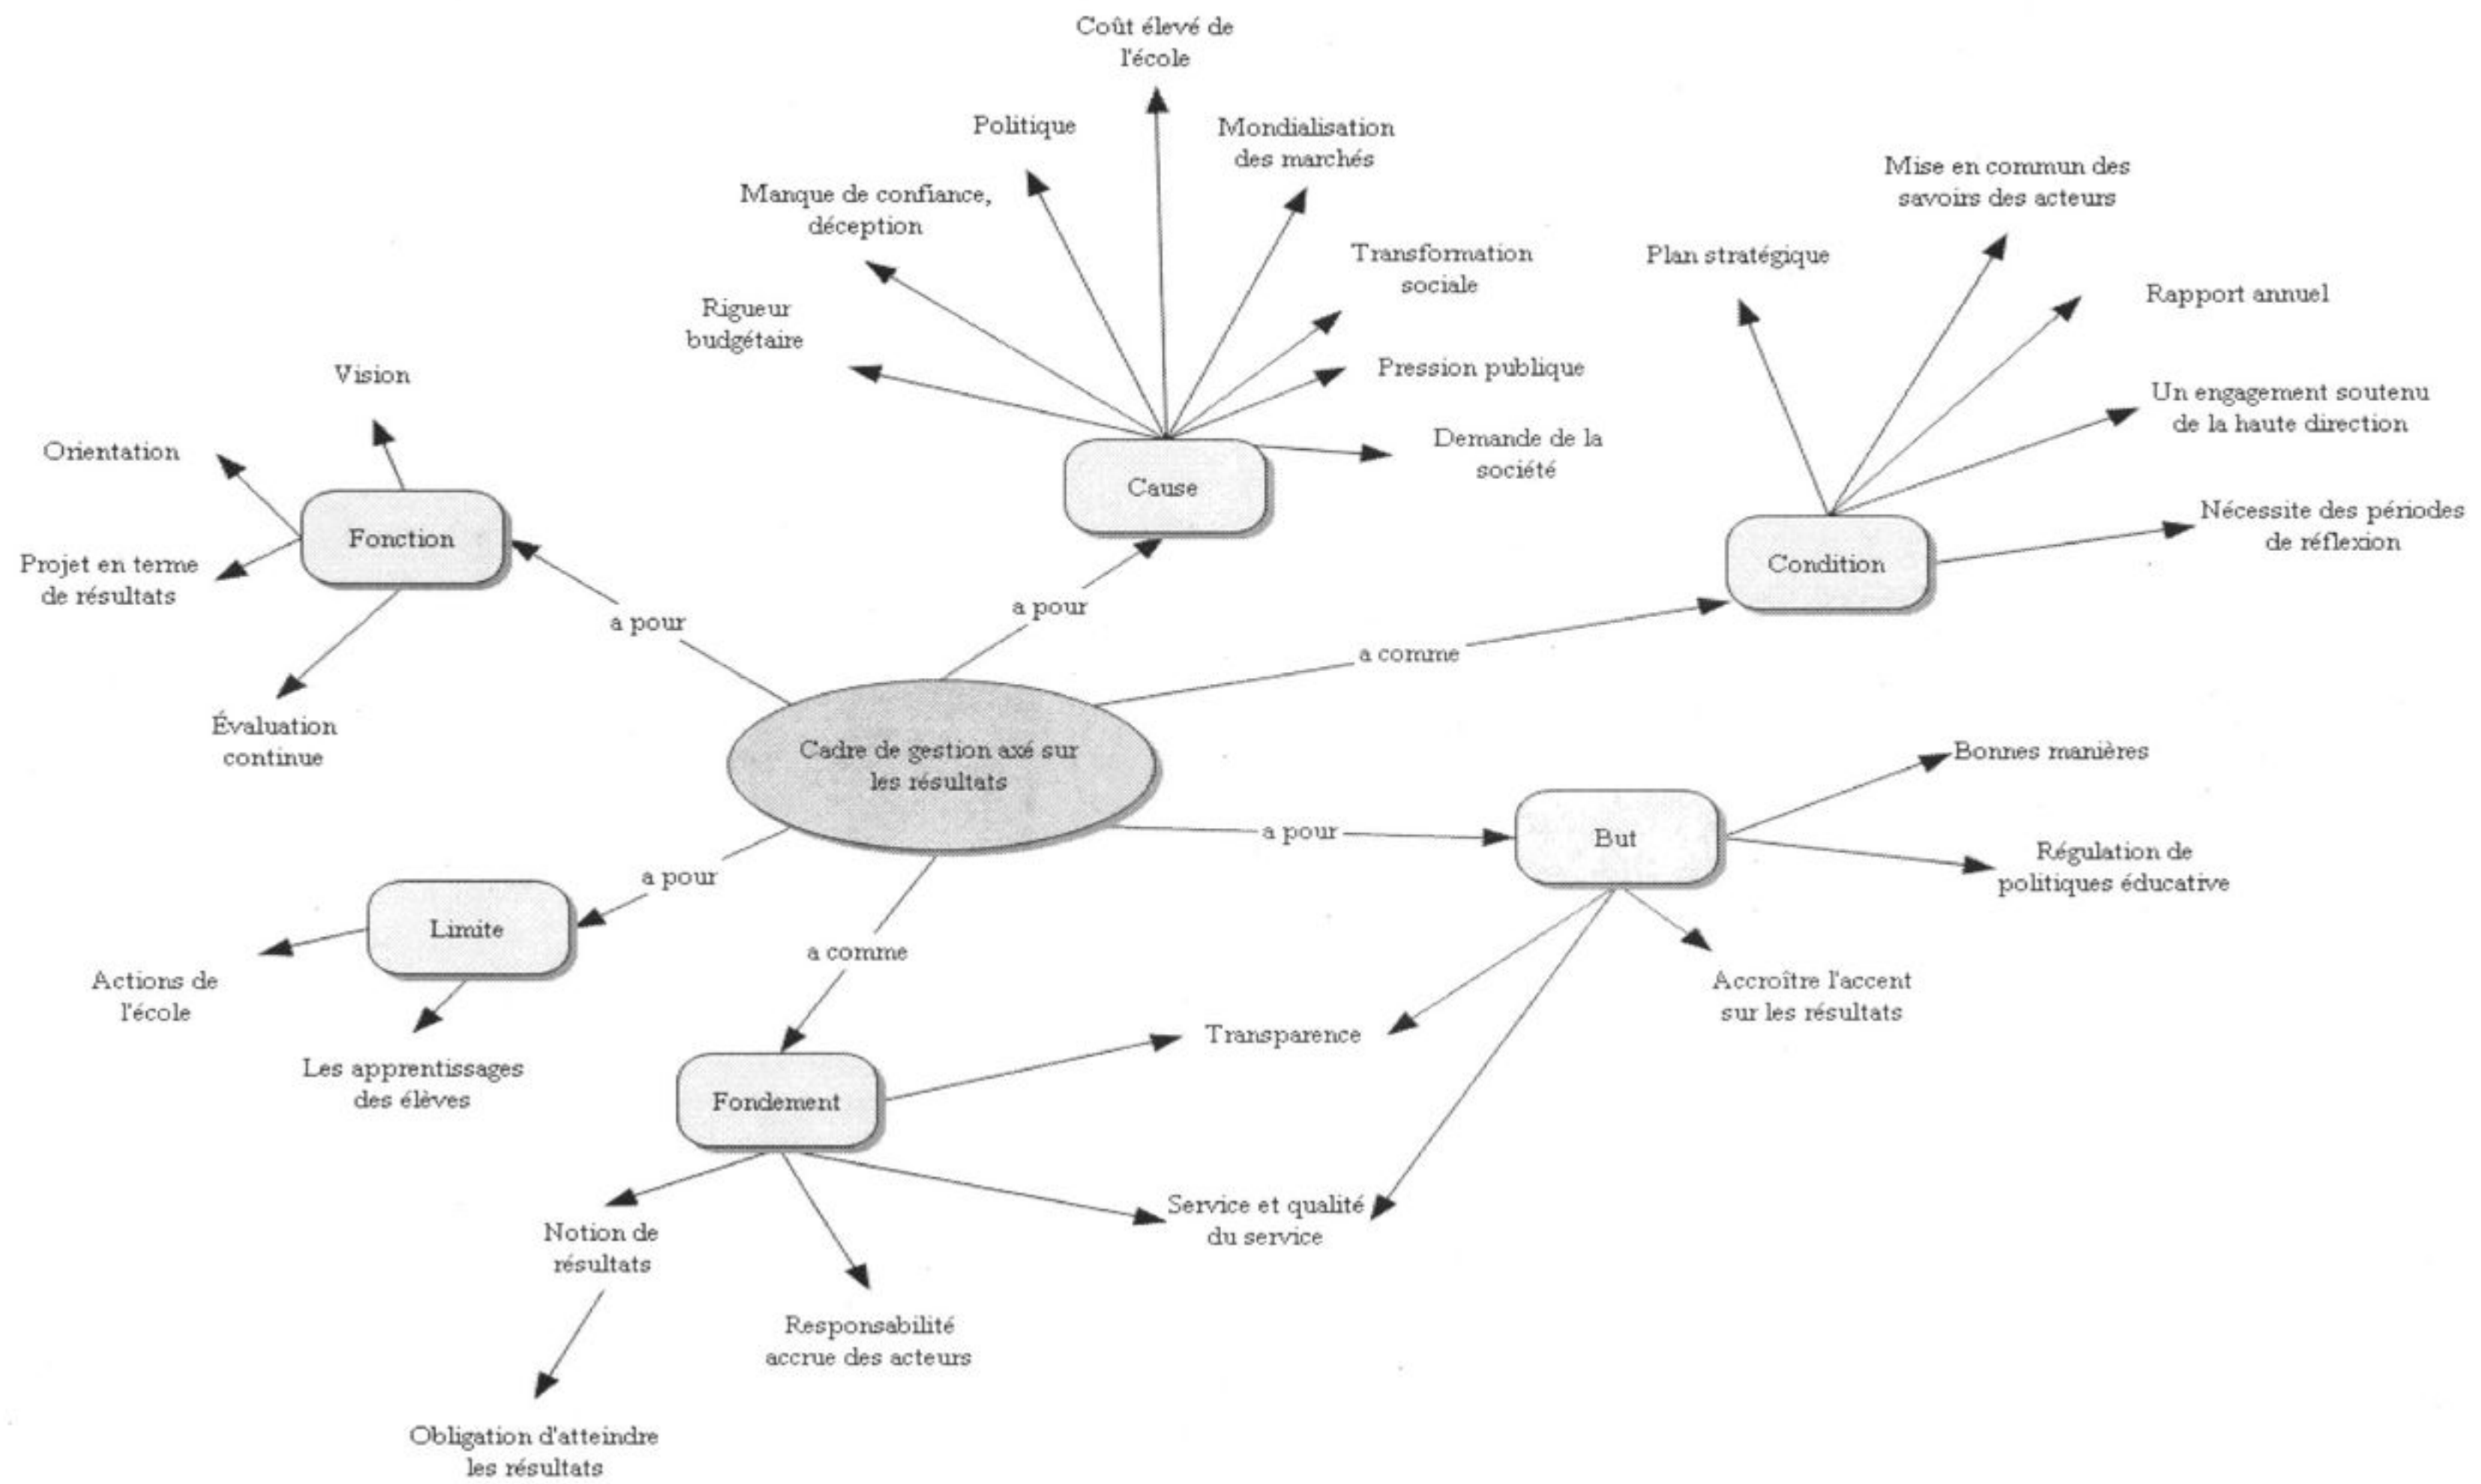 Coût élevé de
l'école
Politique
Mondialisation
des marchés
Manque de confiance,
déception
Transformation
sociale
Rigueur
budgétaire
Pression publique
Demande de la
société
Cause
Mise en commun des
savoirs des acteurs
Plan stratégique
Rapport annuel
Un engagement soutenu
de la haute direction
Nécessite des périodes
de réflexion
Condition
Vision
Orientation
Fonction
Projet en terme
de résultats
Évaluation
continue
a pour
a pour
a comme
Cadre de gestion axé sur
les résultats
a pour
But
Bonnes manières
Régulation de
politiques éducative
Accroître l'accent
sur les résultats
a pour
Limite
Actions de
l'école
Les apprentissages
des élèves
a comme
Fondement
Transparence
Service et qualité
du service
Notion de
résultats
Responsabilité
accrue des acteurs
Obligation d'atteindre
les résultats